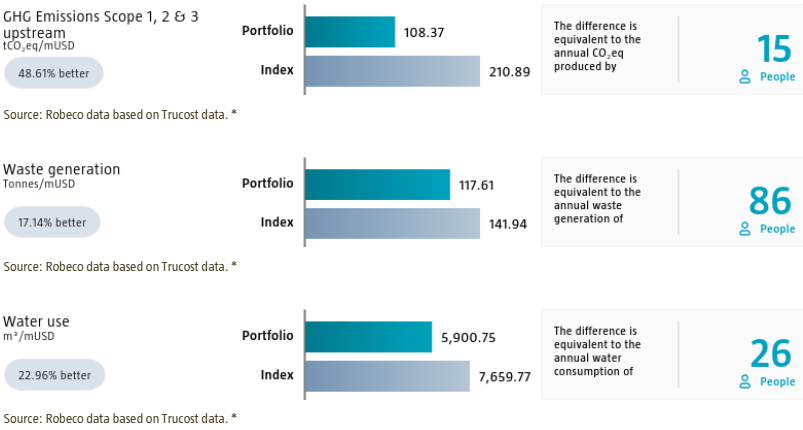 GHG Emissions Scope 1, 2 & 3
upstream
tCO₂eq/mUSD
48.61% better
Portfolio
108.37
Index
210.89
The difference is
equivalent to the
annual CO₂eq
produced by
15
People
Source: Robeco data based on Trucost data. *
Waste generation
Tonnes/mUSD
17.14% better
Portfolio
117.61
Index
141.94
The difference is
equivalent to the
annual waste
generation of
86
People
Source: Robeco data based on Trucost data. *
Water use
m³/mUSD
22.96% better
Portfolio
5,900.75
Index
7,659.77
The difference is
equivalent to the
annual water
consumption of
26
People
Source: Robeco data based on Trucost data. *